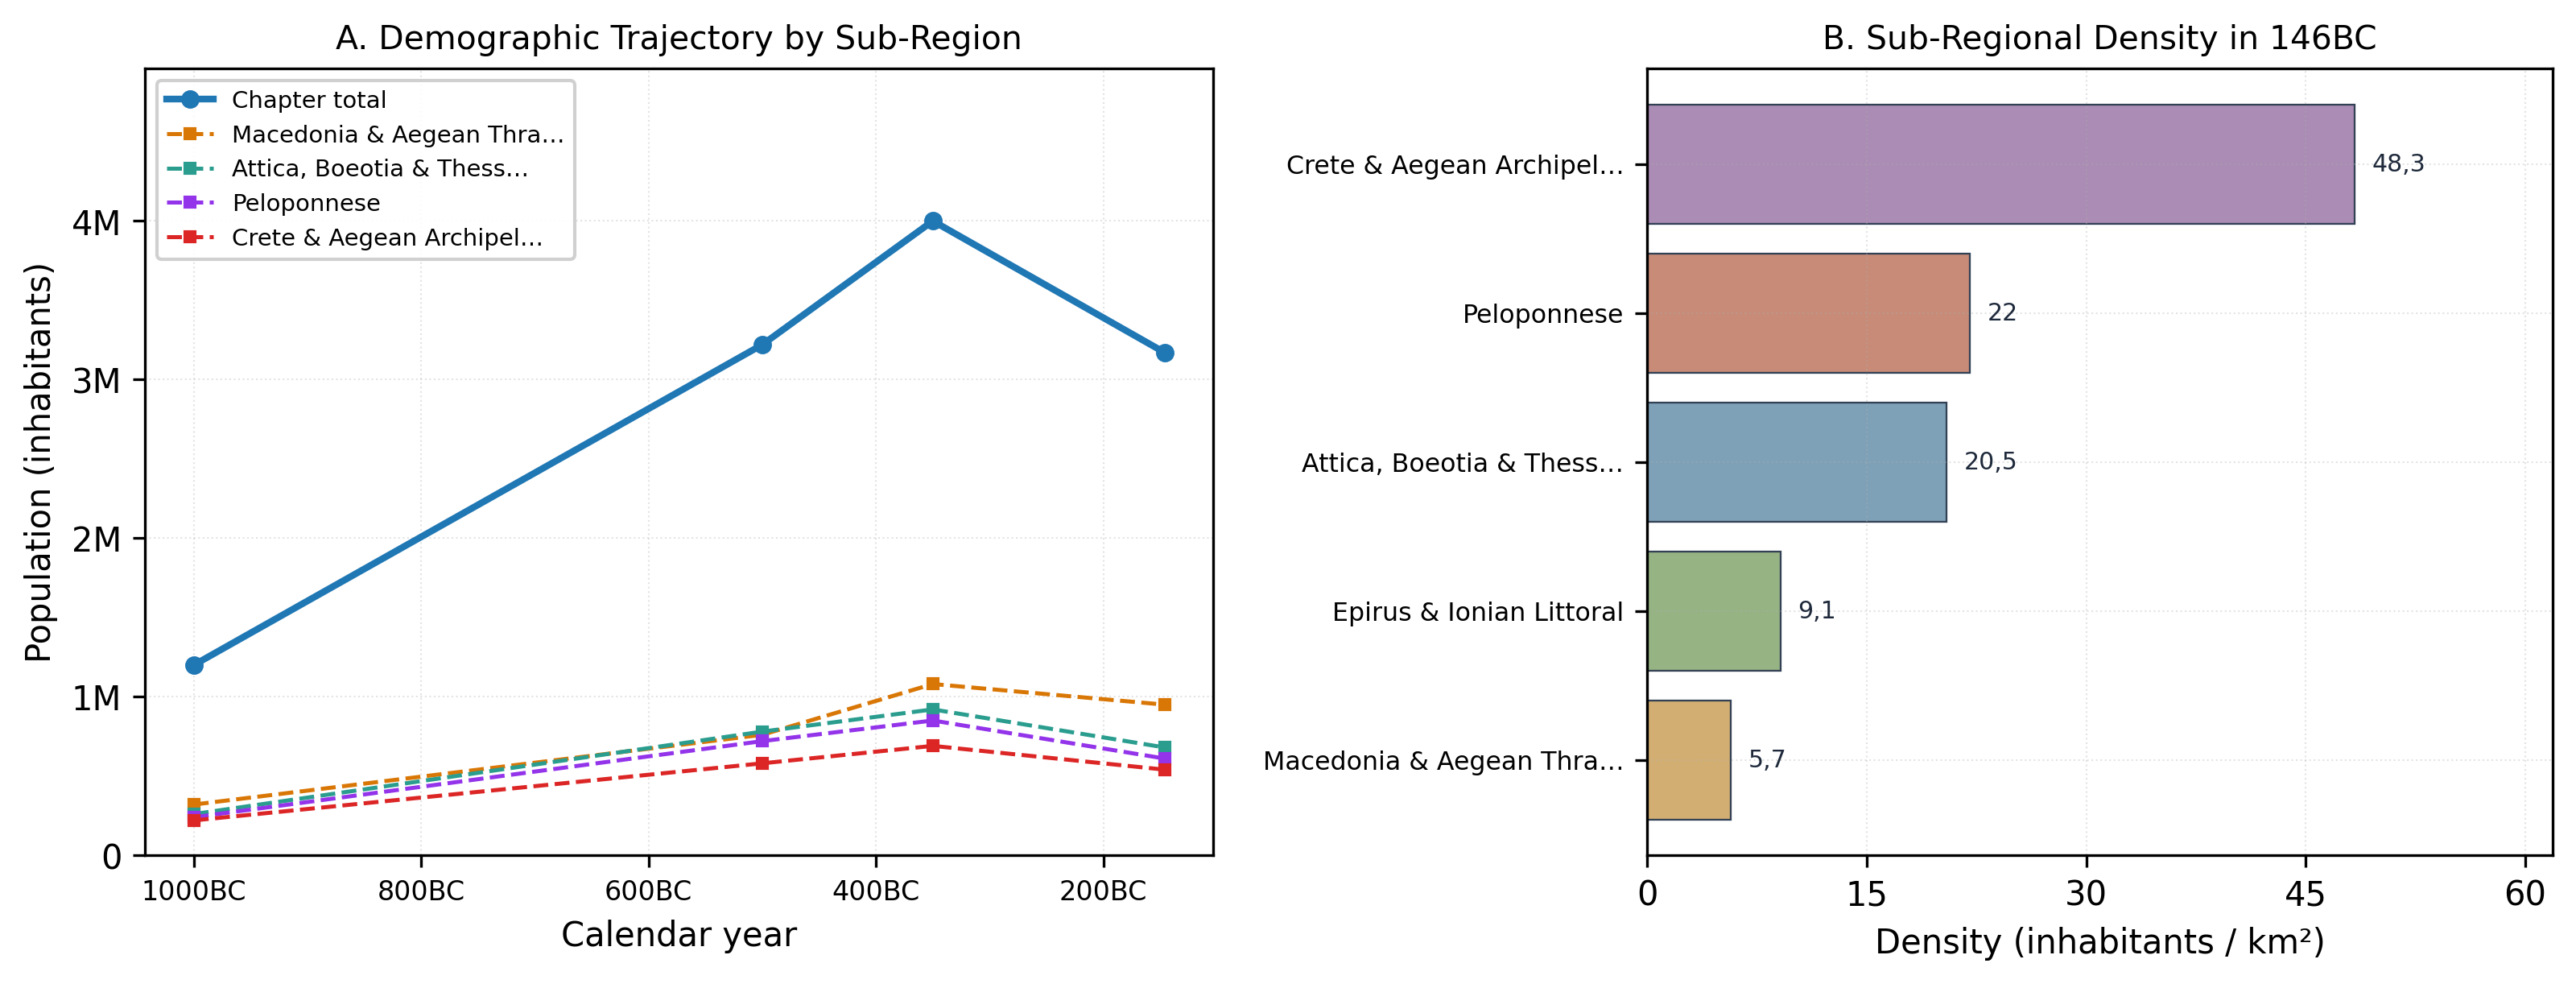 A. Demographic Trajectory by Sub-Region
Chapter total
Macedonia & Aegean Thra...
Attica, Boeotia & Thess...
Peloponnese
Crete & Aegean Archipel...
Population (inhabitants)
4M
3M
2M
1M
0
1000BC
800BC
600BC
400BC
200BC
Calendar year
B. Sub-Regional Density in 146BC
Crete & Aegean Archipel...
48,3
Peloponnese
22
Attica, Boeotia & Thess...
20,5
Epirus & Ionian Littoral
9,1
Macedonia & Aegean Thra...
5,7
0
15
30
45
60
Density (inhabitants / km²)